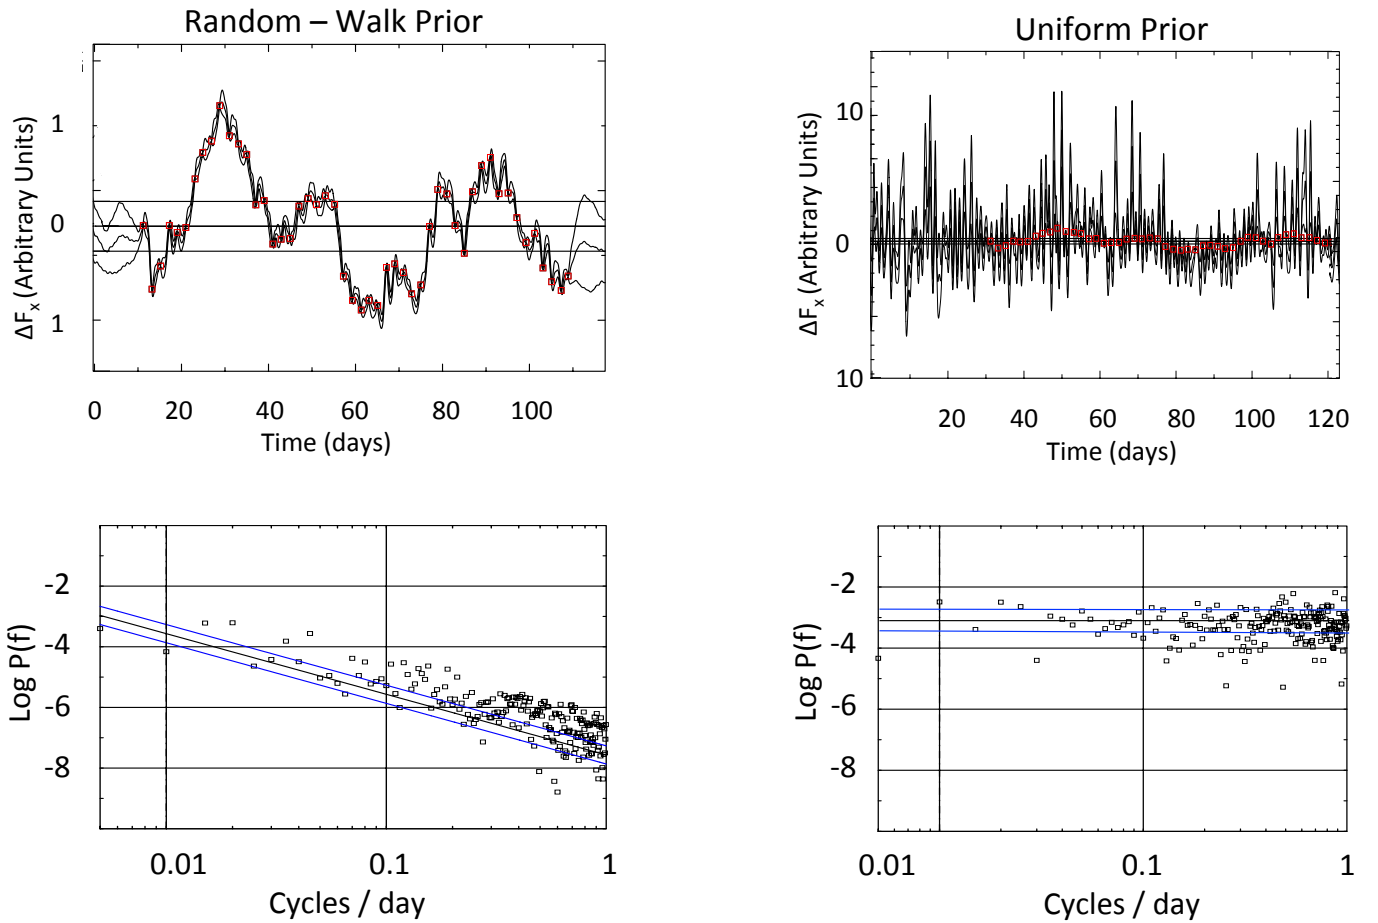 Random – Walk Prior
ΔFx (Arbitrary Units)
1
0
1
0 20 40 60 80 100
Time (days)
Uniform Prior
ΔFx (Arbitrary Units)
10
0
10
20 40 60 80 100 120
Time (days)
Log P(f)
-2
-4
-6
-8
0.01 0.1 1
Cycles / day
Log P(f)
-2
-4
-6
-8
0.01 0.1 1
Cycles / day